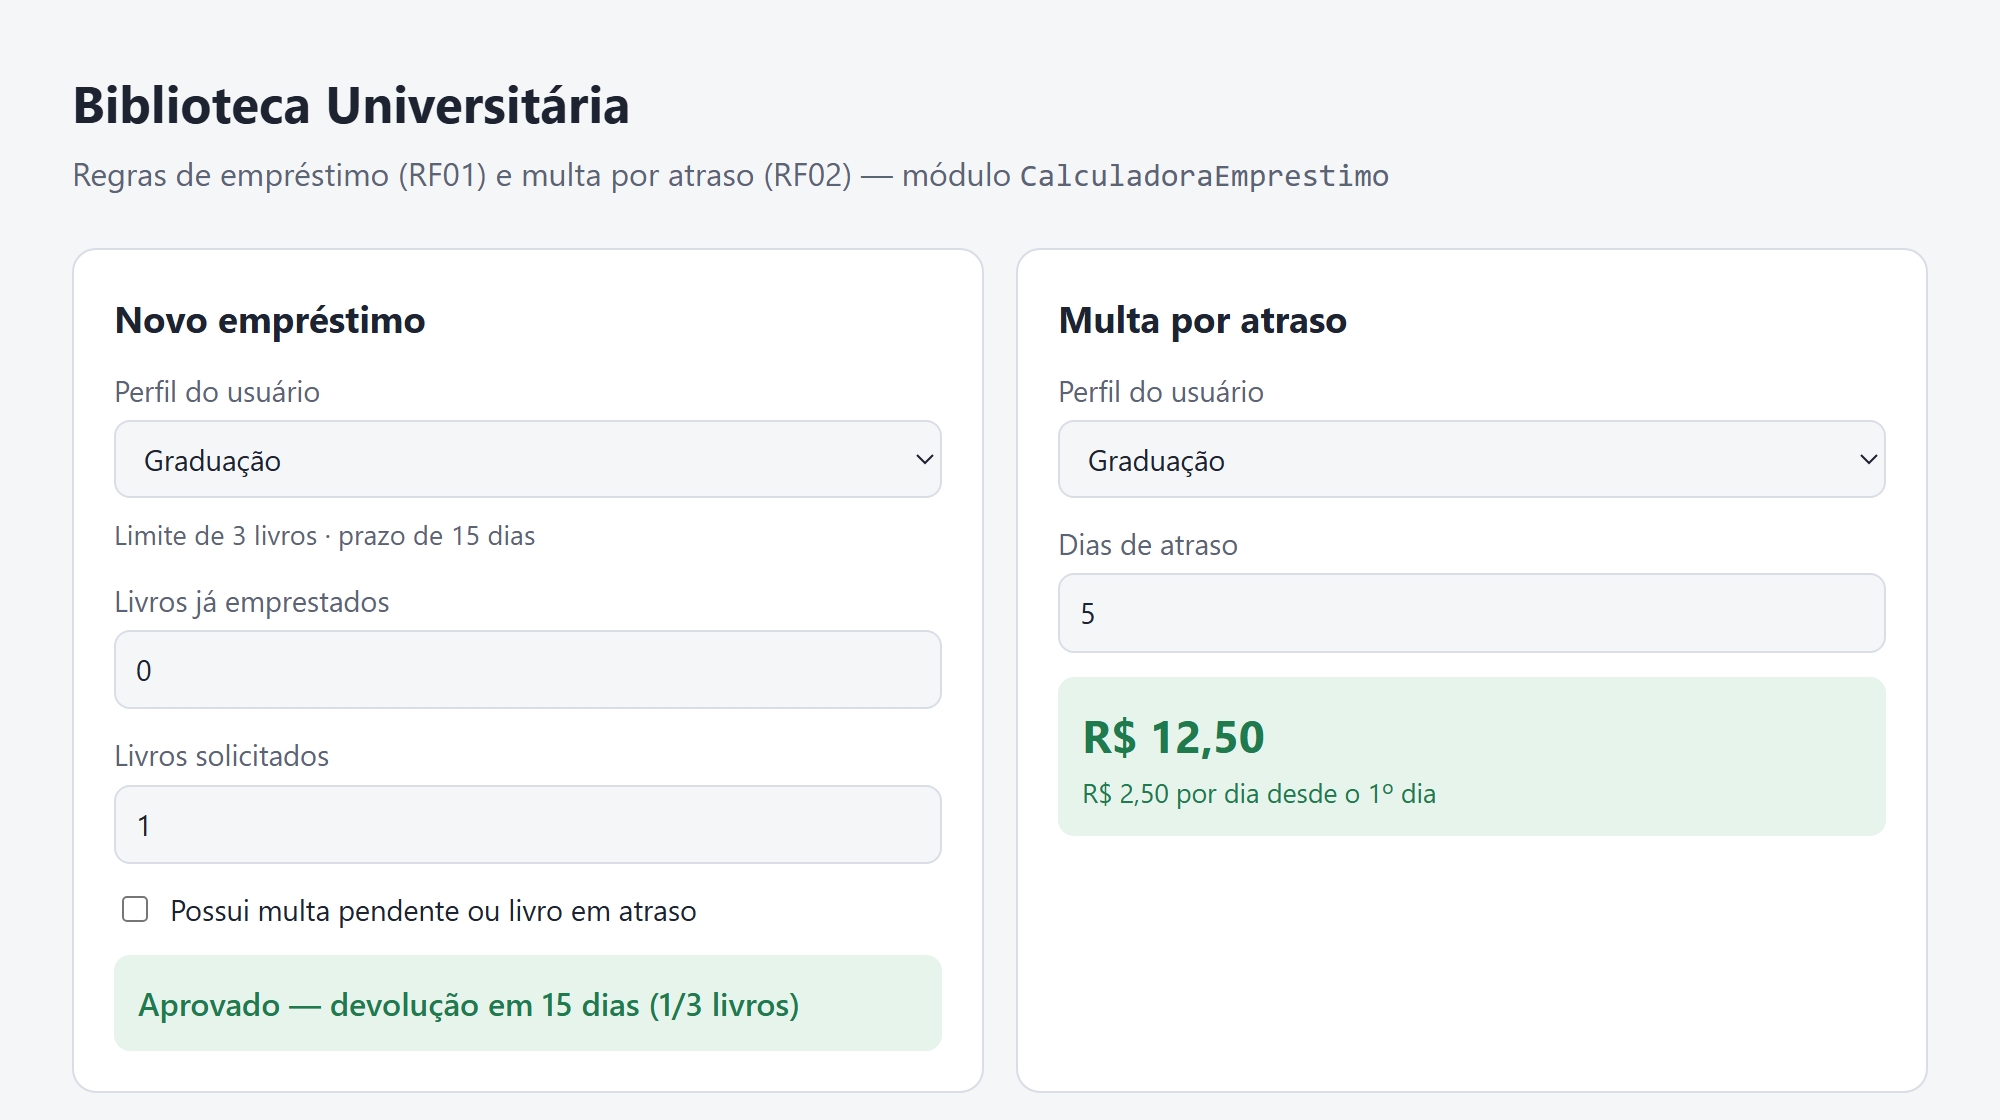 Biblioteca Universitária
Regras de empréstimo (RF01) e multa por atraso (RF02) — módulo CalculadoraEmprestimo
Novo empréstimo
Perfil do usuário
Graduação
Limite de 3 livros · prazo de 15 dias
Livros já emprestados
0
Livros solicitados
1
Possui multa pendente ou livro em atraso
Aprovado — devolução em 15 dias (1/3 livros)
Multa por atraso
Perfil do usuário
Graduação
Dias de atraso
5
R$ 12,50
R$ 2,50 por dia desde o 1º dia